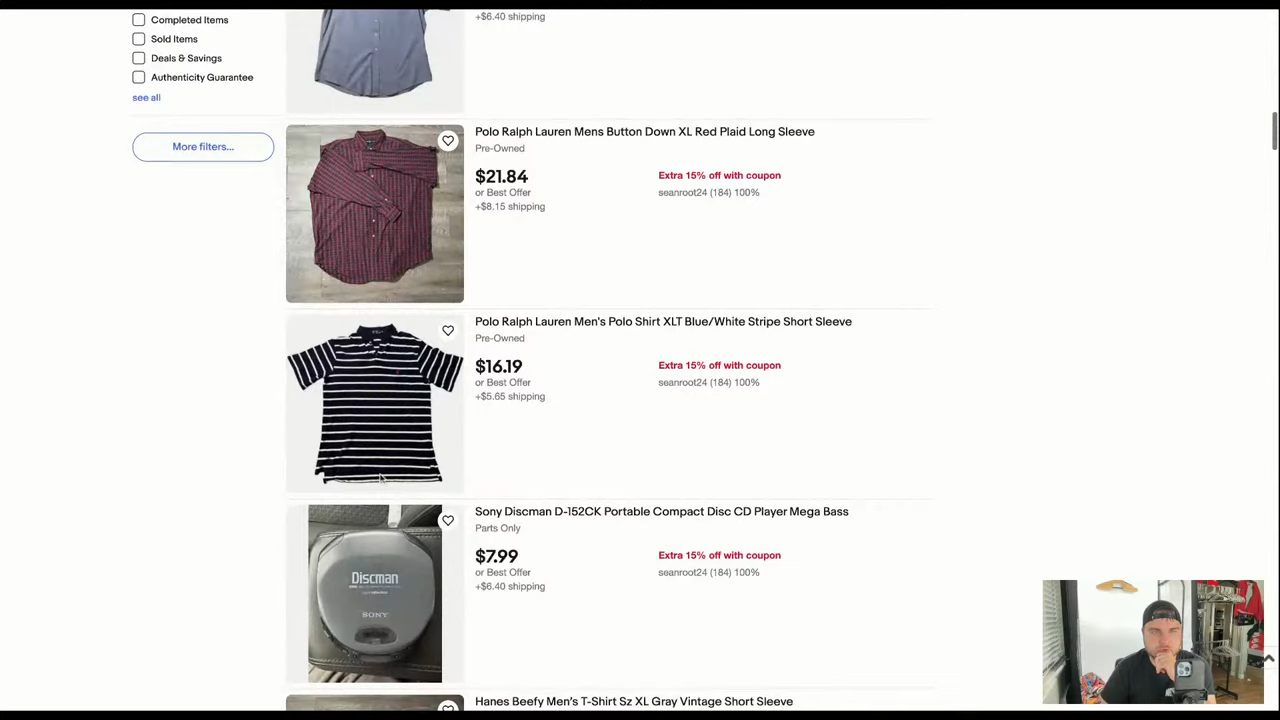 Completed Items
Sold Items
Deals & Savings
Authenticity Guarantee
see all
More filters...
+$6.40 shipping
Polo Ralph Lauren Mens Button Down XL Red Plaid Long Sleeve
Pre-Owned
$21.84
Extra 15% off with coupon
or Best Offer
seanroot24 (184) 100%
+$8.15 shipping
Polo Ralph Lauren Men's Polo Shirt XLT Blue/White Stripe Short Sleeve
Pre-Owned
$16.19
Extra 15% off with coupon
or Best Offer
seanroot24 (184) 100%
+$5.65 shipping
Sony Discman D-152CK Portable Compact Disc CD Player Mega Bass
Parts Only
$7.99
Extra 15% off with coupon
or Best Offer
seanroot24 (184) 100%
+$6.40 shipping
Discman
SONY
Hanes Beefy Men's T-Shirt Sz XL Gray Vintage Short Sleeve